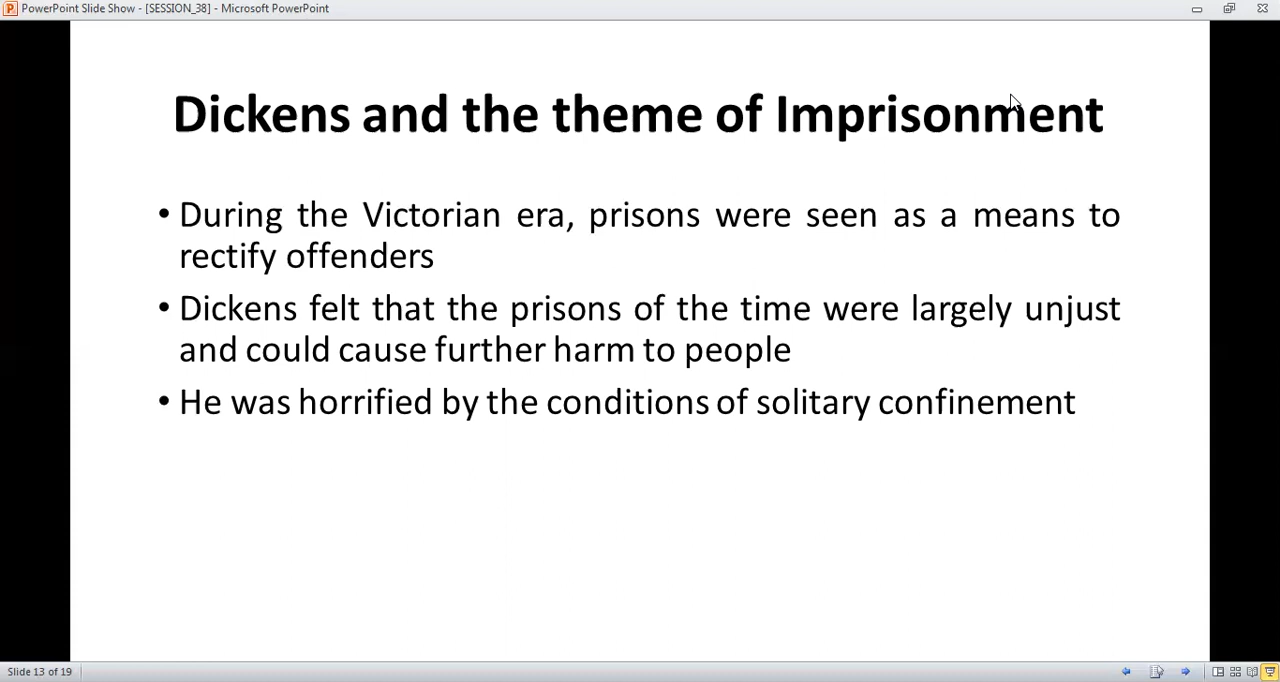 PowerPoint Slide Show - [SESSION_38] - Microsoft PowerPoint
Dickens and the theme of Imprisonment
• During the Victorian era, prisons were seen as a means to
rectify offenders
• Dickens felt that the prisons of the time were largely unjust
and could cause further harm to people
• He was horrified by the conditions of solitary confinement
Slide 13 of 19